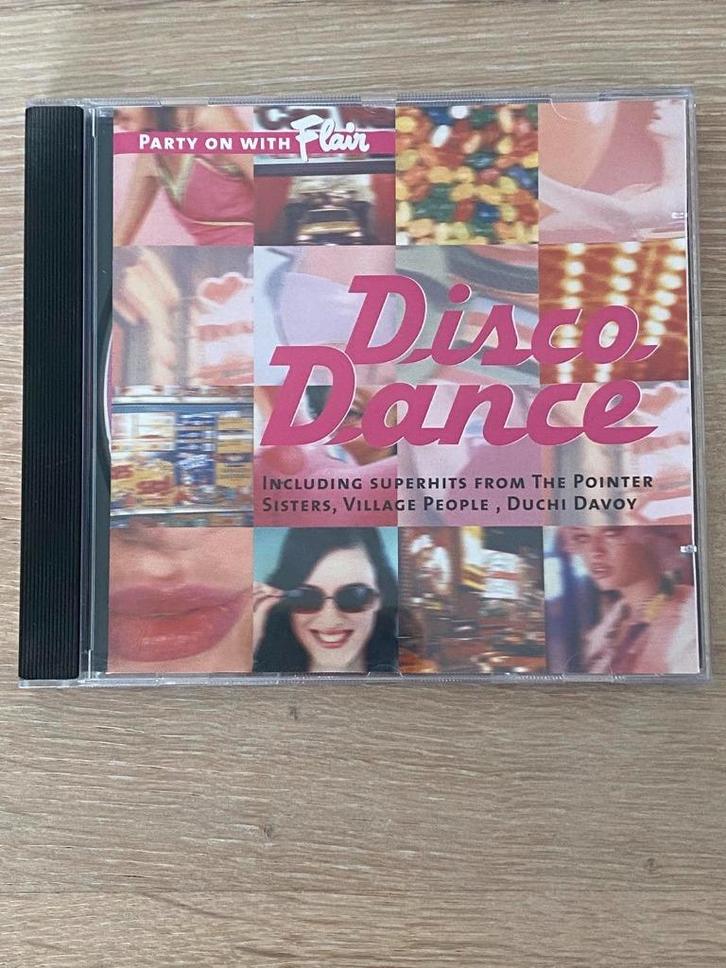 PARTY ON WITH Flair
Disco
Dance
INCLUDING SUPERHITS FROM THE POINTER
SISTERS, VILLAGE PEOPLE , DUCHI DAVOY